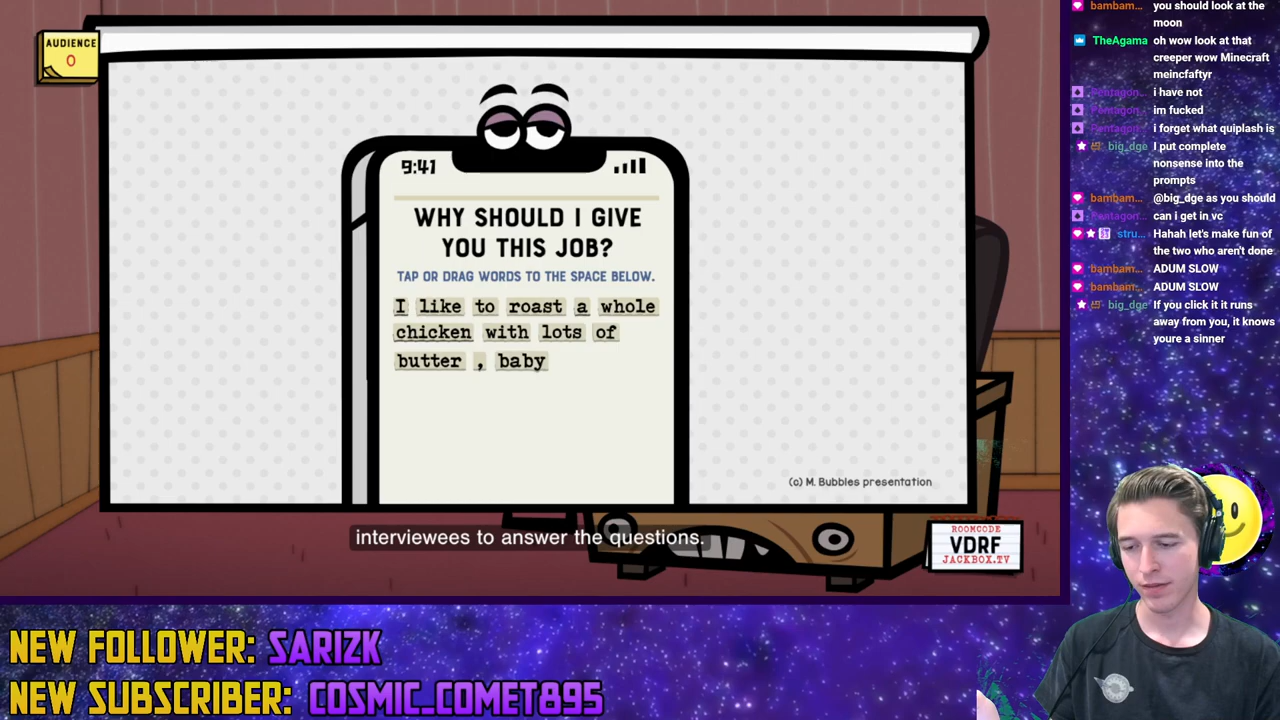 AUDIENCE
0
9:41
WHY SHOULD I GIVE
YOU THIS JOB?
TAP OR DRAG WORDS TO THE SPACE BELOW.
I like to roast a whole
chicken with lots of
butter , baby
(c) M. Bubbles presentation
interviewees to answer the questions.
ROOMCODE
VDRF
JACKBOX.TV
NEW FOLLOWER: SARIZK
NEW SUBSCRIBER: COSMIC_COMET895
bambam... you should look at the
moon
TheAgama oh wow look at that
creeper wow Minecraft
meincfaftyr
Pentagon... i have not
Pentagon... im fucked
Pentagon... i forget what quiplash is
big_dge I put complete
nonsense into the
prompts
bambam... @big_dge as you should
Pentagon... can i get in vc
stru... Hahah let's make fun of
the two who aren't done
bambam... ADUM SLOW
bambam... ADUM SLOW
big_dge If you click it it runs
away from you, it knows
youre a sinner